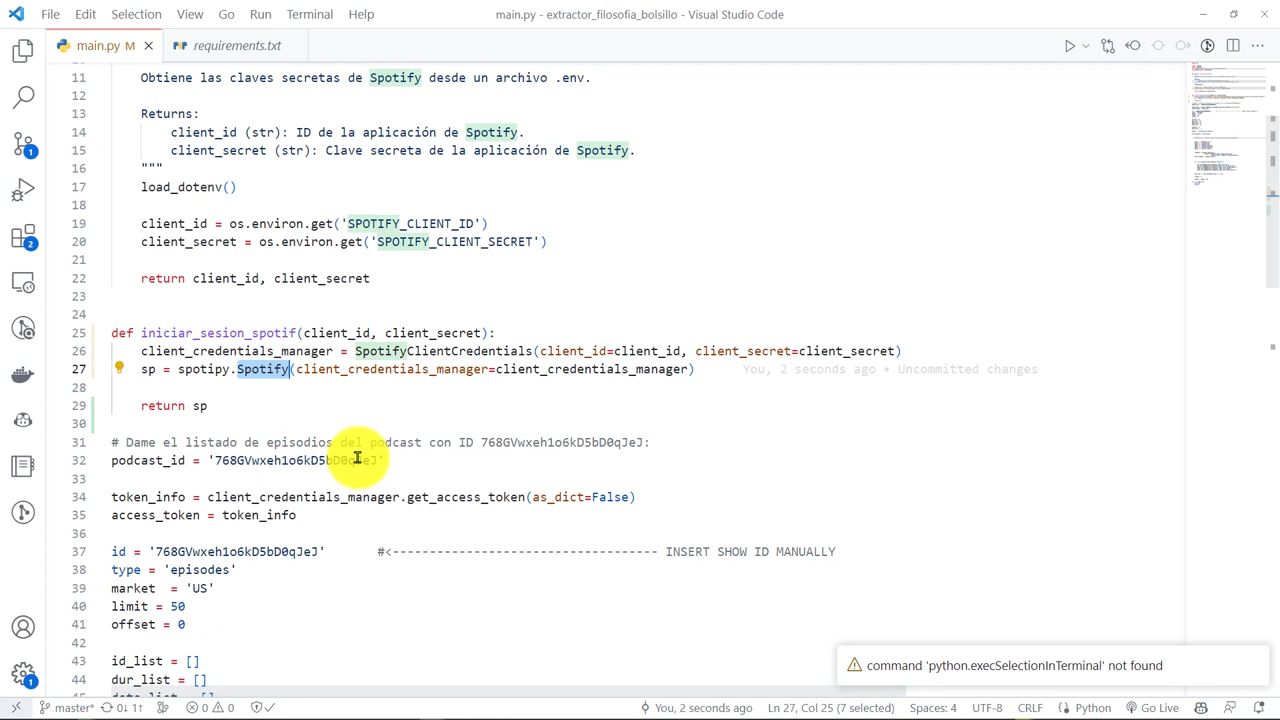 File Edit Selection View Go Run Terminal Help main.py - extractor_filosofia_bolsillo - Visual Studio Code
main.py M requirements.txt
11 Obtiene las claves secretas de Spotify desde un archivo .env.
12
13 Returns:
14 client_id (str): ID de la aplicación de Spotify.
15 client_secret (str): Clave secreta de la aplicación de Spotify.
16 """
17 load_dotenv()
18
19 client_id = os.environ.get('SPOTIFY_CLIENT_ID')
20 client_secret = os.environ.get('SPOTIFY_CLIENT_SECRET')
21
22 return client_id, client_secret
23
24
25 def iniciar_sesion_spotif(client_id, client_secret):
26 client_credentials_manager = SpotifyClientCredentials(client_id=client_id, client_secret=client_secret)
27 sp = spotipy.Spotify(client_credentials_manager=client_credentials_manager) You, 2 seconds ago • Uncommitted changes
28
29 return sp
30
31 # Dame el listado de episodios del podcast con ID 768GVwxeh1o6kD5bD0qJeJ:
32 podcast_id = '768GVwxeh1o6kD5bD0qJeJ'
33
34 token_info = client_credentials_manager.get_access_token(as_dict=False)
35 access_token = token_info
36
37 id = '768GVwxeh1o6kD5bD0qJeJ' #<----------------------------------- INSERT SHOW ID MANUALLY
38 type = 'episodes'
39 market = 'US'
40 limit = 50
41 offset = 0
42
43 id_list = []
44 dur_list = []
command 'python.execSelectionInTerminal' not found
master* 0↓ 1↑ 0 0 You, 2 seconds ago Ln 27, Col 25 (7 selected) Spaces: 4 UTF-8 CRLF Python Go Live